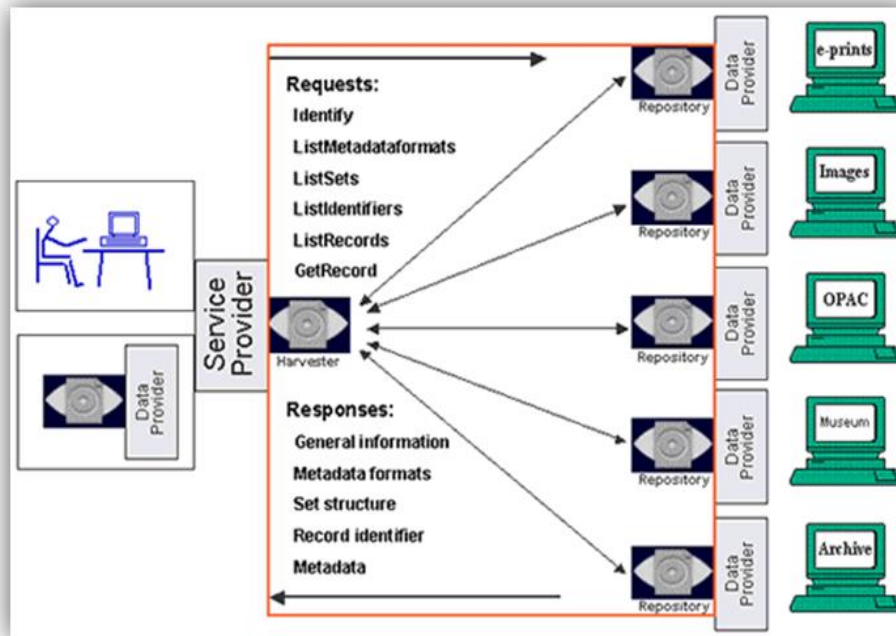 Requests:
Identify
ListMetadataformats
ListSets
ListIdentifiers
ListRecords
GetRecord
Service
Provider
Harvester
Data
Provider
Responses:
General information
Metadata formats
Set structure
Record identifier
Metadata
Repository
Data
Provider
e-prints
Repository
Data
Provider
Images
Repository
Data
Provider
OPAC
Repository
Data
Provider
Museum
Repository
Data
Provider
Archive